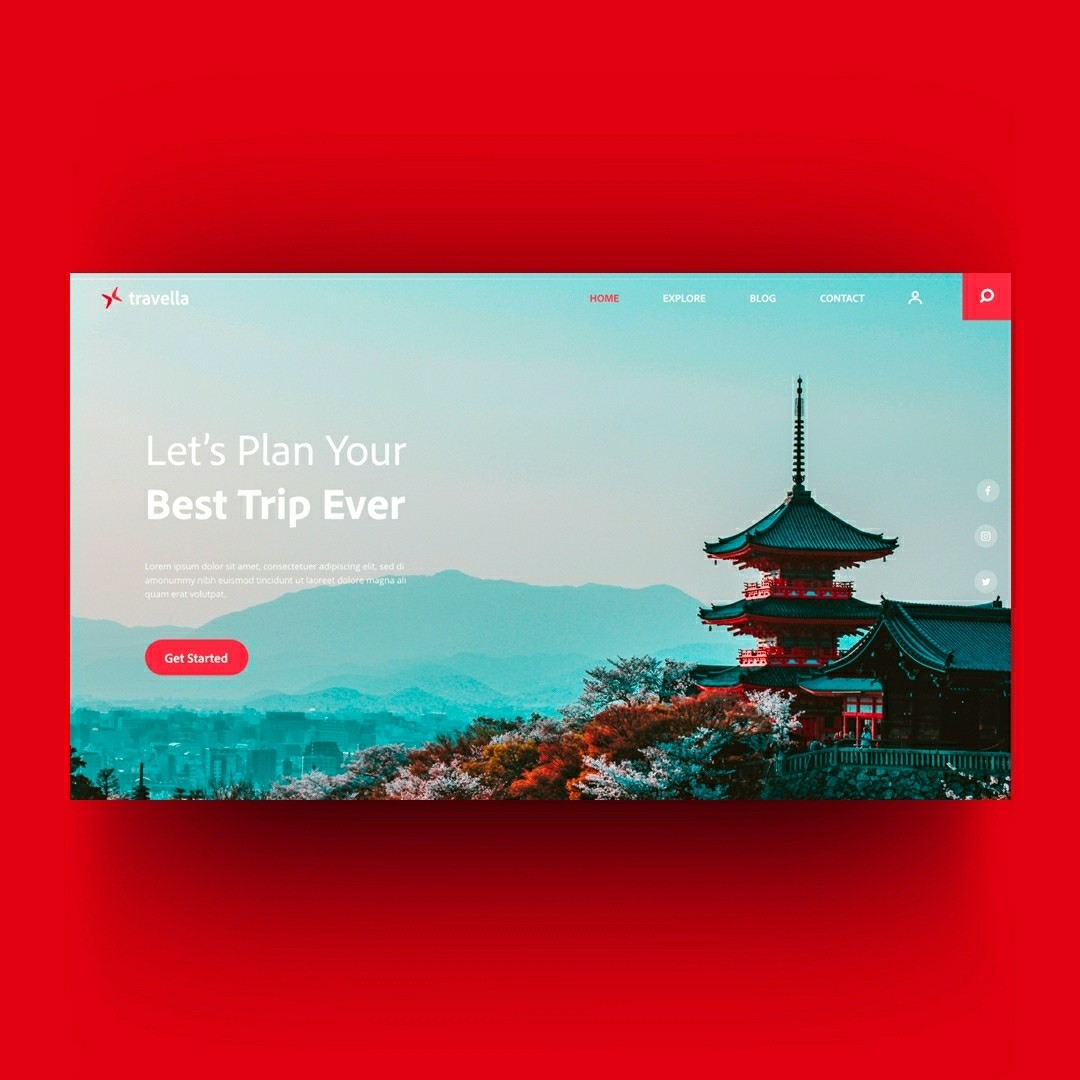 travella
HOME EXPLORE BLOG CONTACT
Let's Plan Your
Best Trip Ever
Lorem ipsum dolor sit amet, consectetuer adipiscing elit, sed di
amonummy nibh euismod tincidunt ut laoreet dolore magna ali
quam erat volutpat.
Get Started